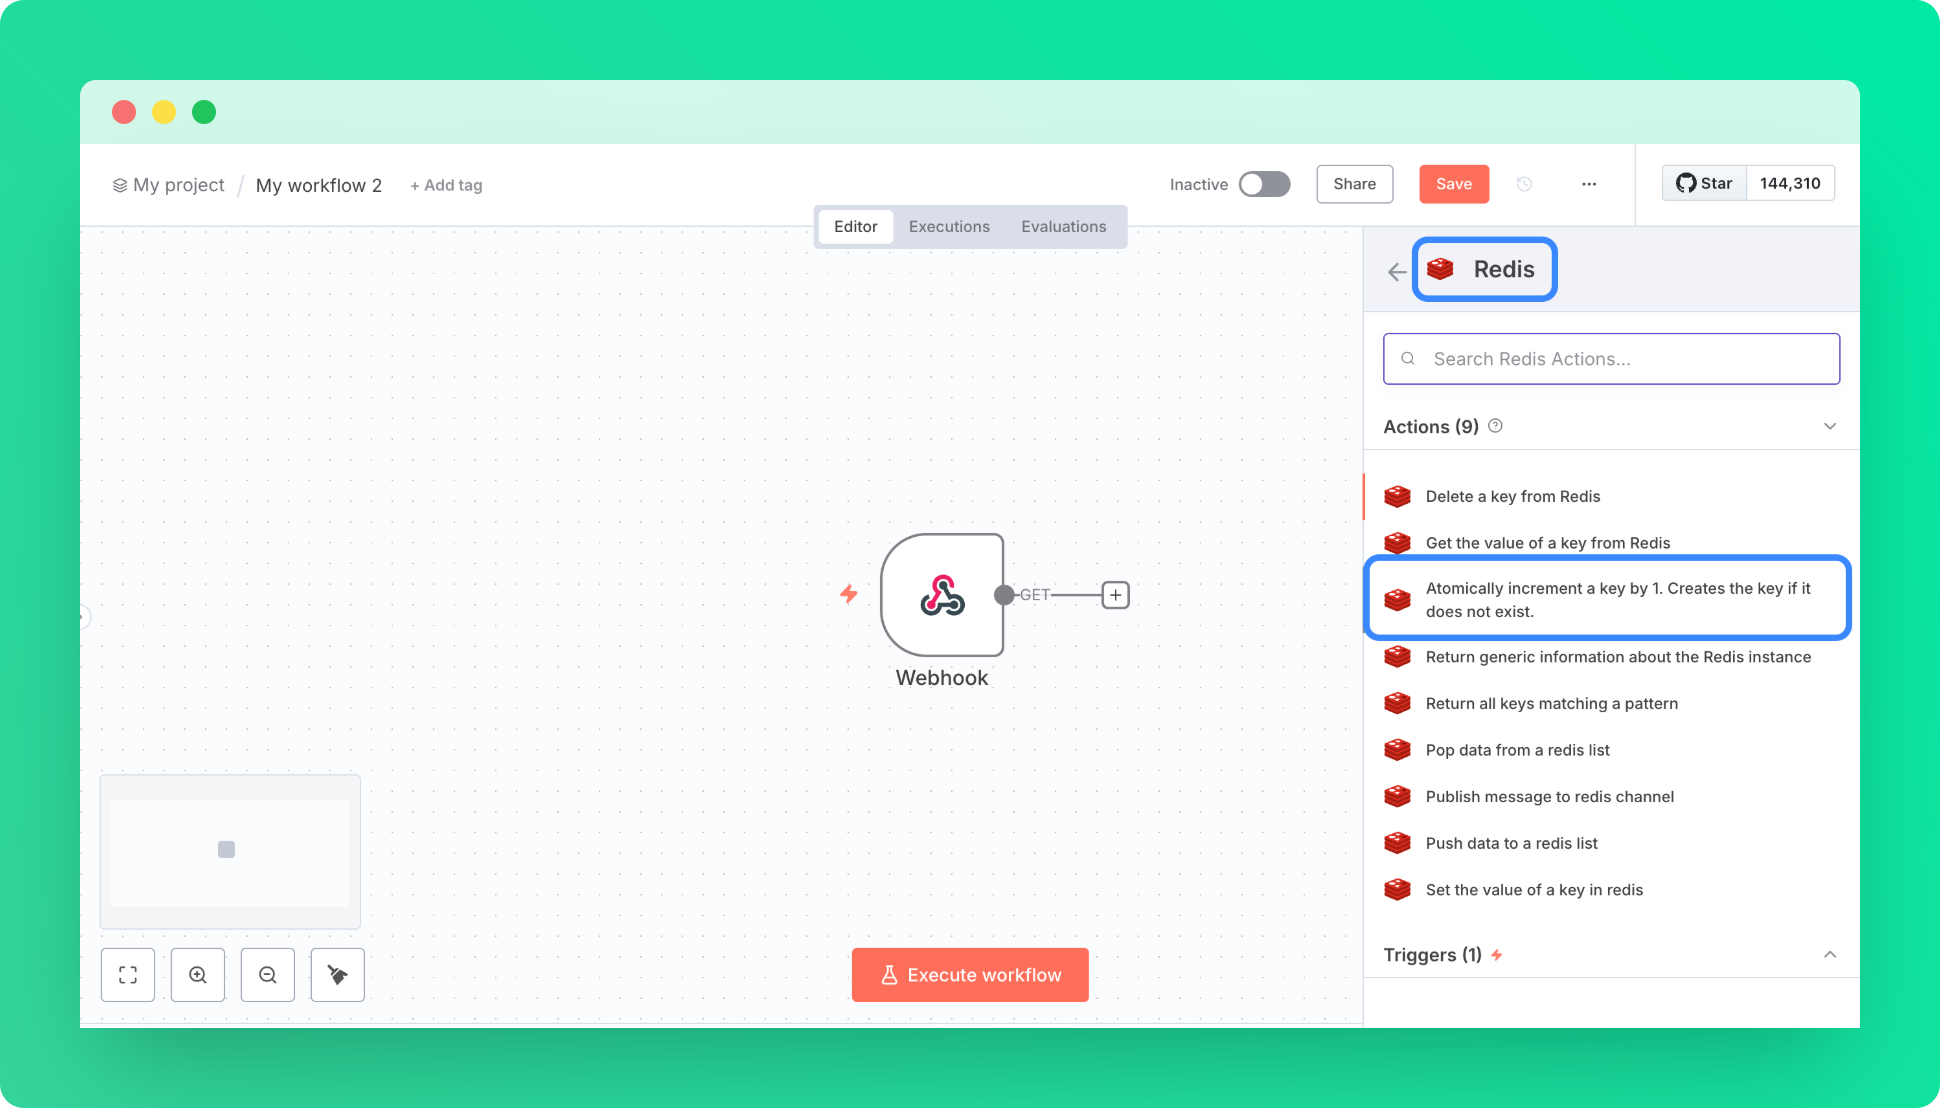 My project / My workflow 2 + Add tag
Inactive Share Save ... Star 144,310
Editor Executions Evaluations
Redis
Search Redis Actions...
Actions (9)
Delete a key from Redis
Get the value of a key from Redis
Atomically increment a key by 1. Creates the key if it
does not exist.
Return generic information about the Redis instance
Return all keys matching a pattern
Pop data from a redis list
Publish message to redis channel
Push data to a redis list
Set the value of a key in redis
Triggers (1)
GET
Webhook
Execute workflow